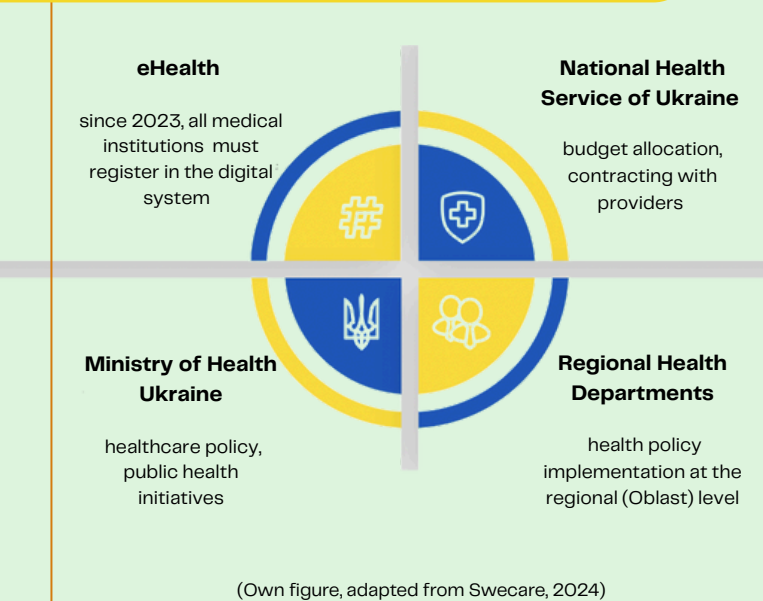 eHealth
since 2023, all medical
institutions must
register in the digital
system
National Health
Service of Ukraine
budget allocation,
contracting with
providers
Ministry of Health
Ukraine
healthcare policy,
public health
initiatives
Regional Health
Departments
health policy
implementation at the
regional (Oblast) level
(Own figure, adapted from Swecare, 2024)